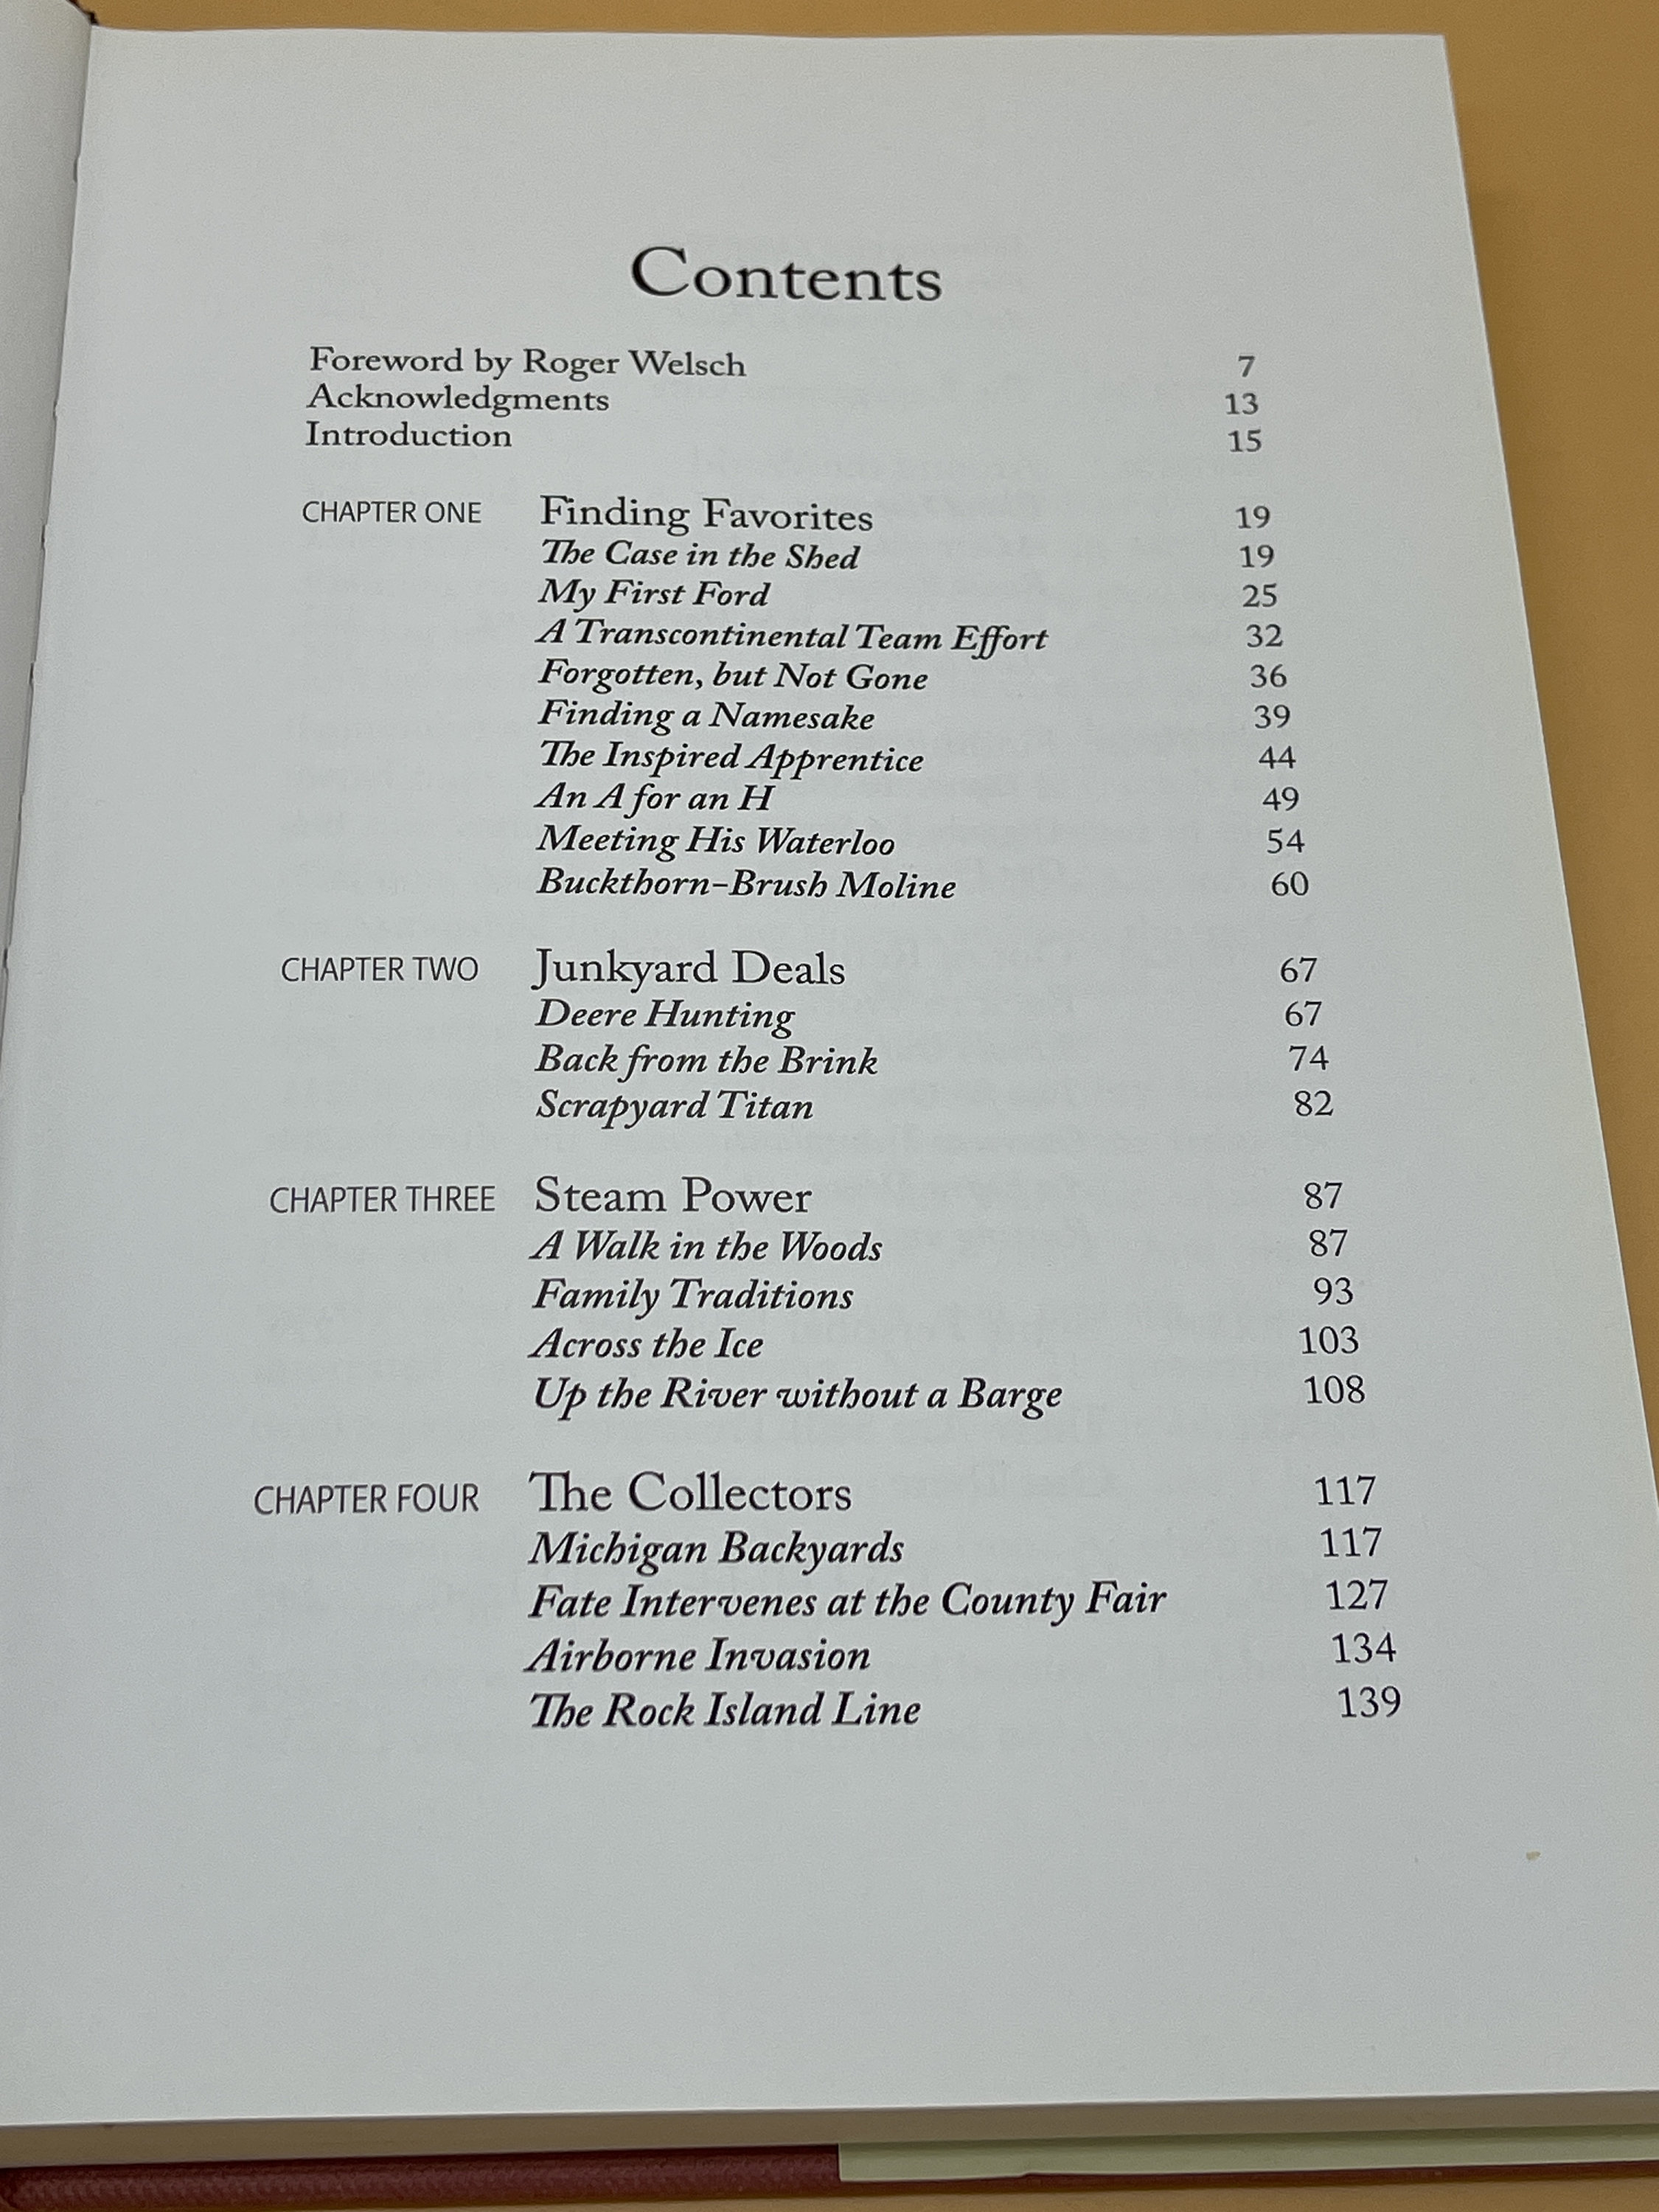 Contents
Foreword by Roger Welsch 7
Acknowledgments 13
Introduction 15
CHAPTER ONE Finding Favorites 19
The Case in the Shed 19
My First Ford 25
A Transcontinental Team Effort 32
Forgotten, but Not Gone 36
Finding a Namesake 39
The Inspired Apprentice 44
An A for an H 49
Meeting His Waterloo 54
Buckthorn-Brush Moline 60
CHAPTER TWO Junkyard Deals 67
Deere Hunting 67
Back from the Brink 74
Scrapyard Titan 82
CHAPTER THREE Steam Power 87
A Walk in the Woods 87
Family Traditions 93
Across the Ice 103
Up the River without a Barge 108
CHAPTER FOUR The Collectors 117
Michigan Backyards 117
Fate Intervenes at the County Fair 127
Airborne Invasion 134
The Rock Island Line 139